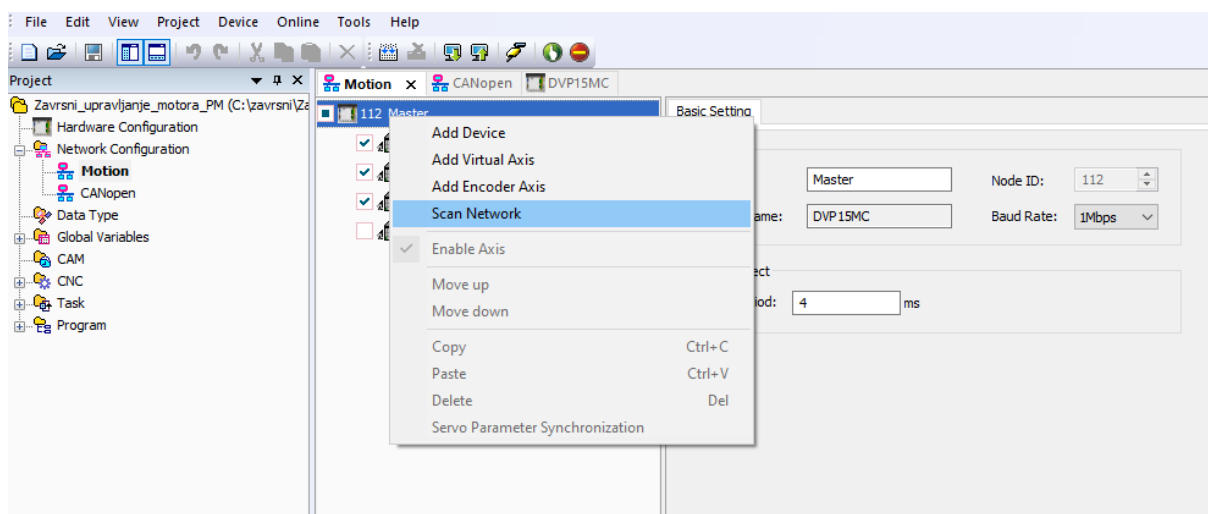 File Edit View Project Device Online Tools Help
Project
Motion
CANopen
DVP15MC
Zavrsni_upravljanje_motora_PM (C:\zavrsni\Za
Hardware Configuration
Network Configuration
Motion
CANopen
Data Type
Global Variables
CAM
CNC
Task
Program
112 Master
Add Device
Add Virtual Axis
Add Encoder Axis
Scan Network
Enable Axis
Move up
Move down
Copy Ctrl+C
Paste Ctrl+V
Delete Del
Servo Parameter Synchronization
Basic Setting
Master
Node ID: 112
ame: DVP15MC
Baud Rate: 1Mbps
ect
iod: 4 ms